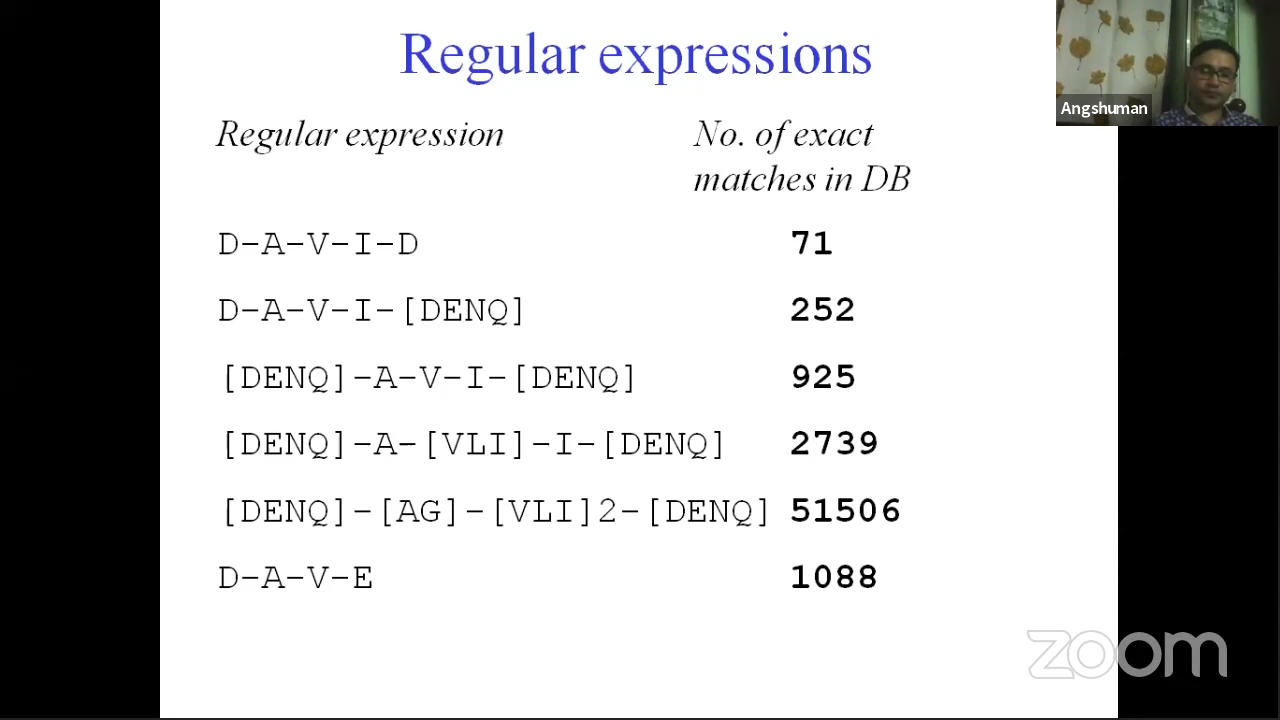 Regular expressions
Angshuman
Regular expression
No. of exact
matches in DB
D-A-V-I-D 71
D-A-V-I-[DENQ] 252
[DENQ]-A-V-I-[DENQ] 925
[DENQ]-A-[VLI]-I-[DENQ] 2739
[DENQ]-[AG]-[VLI]2-[DENQ] 51506
D-A-V-E 1088
zoom